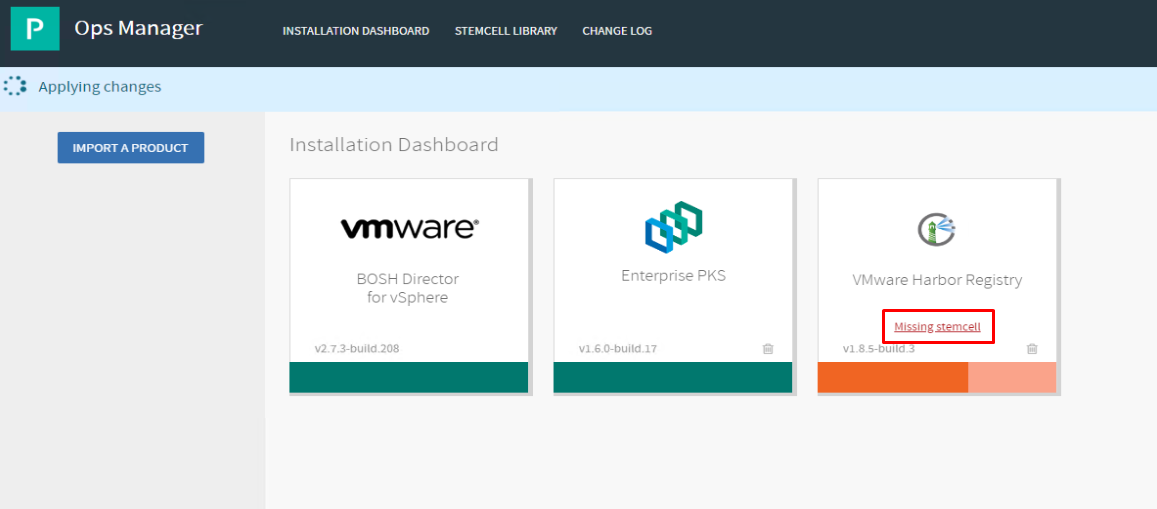 P
Ops Manager
INSTALLATION DASHBOARD
STEMCELL LIBRARY
CHANGE LOG
Applying changes
IMPORT A PRODUCT
Installation Dashboard
vmware®
BOSH Director
for vSphere
v2.7.3-build.208
Enterprise PKS
v1.6.0-build.17
VMware Harbor Registry
Missing stemcell
v1.8.5-build.3